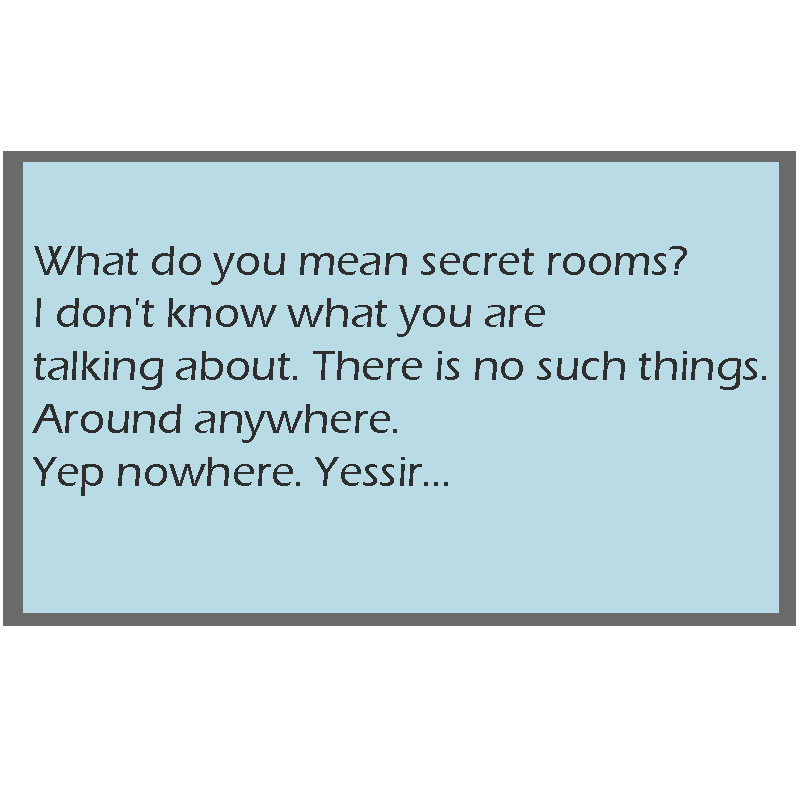 What do you mean secret rooms?
I don't know what you are
talking about. There is no such things.
Around anywhere.
Yep nowhere. Yessir...